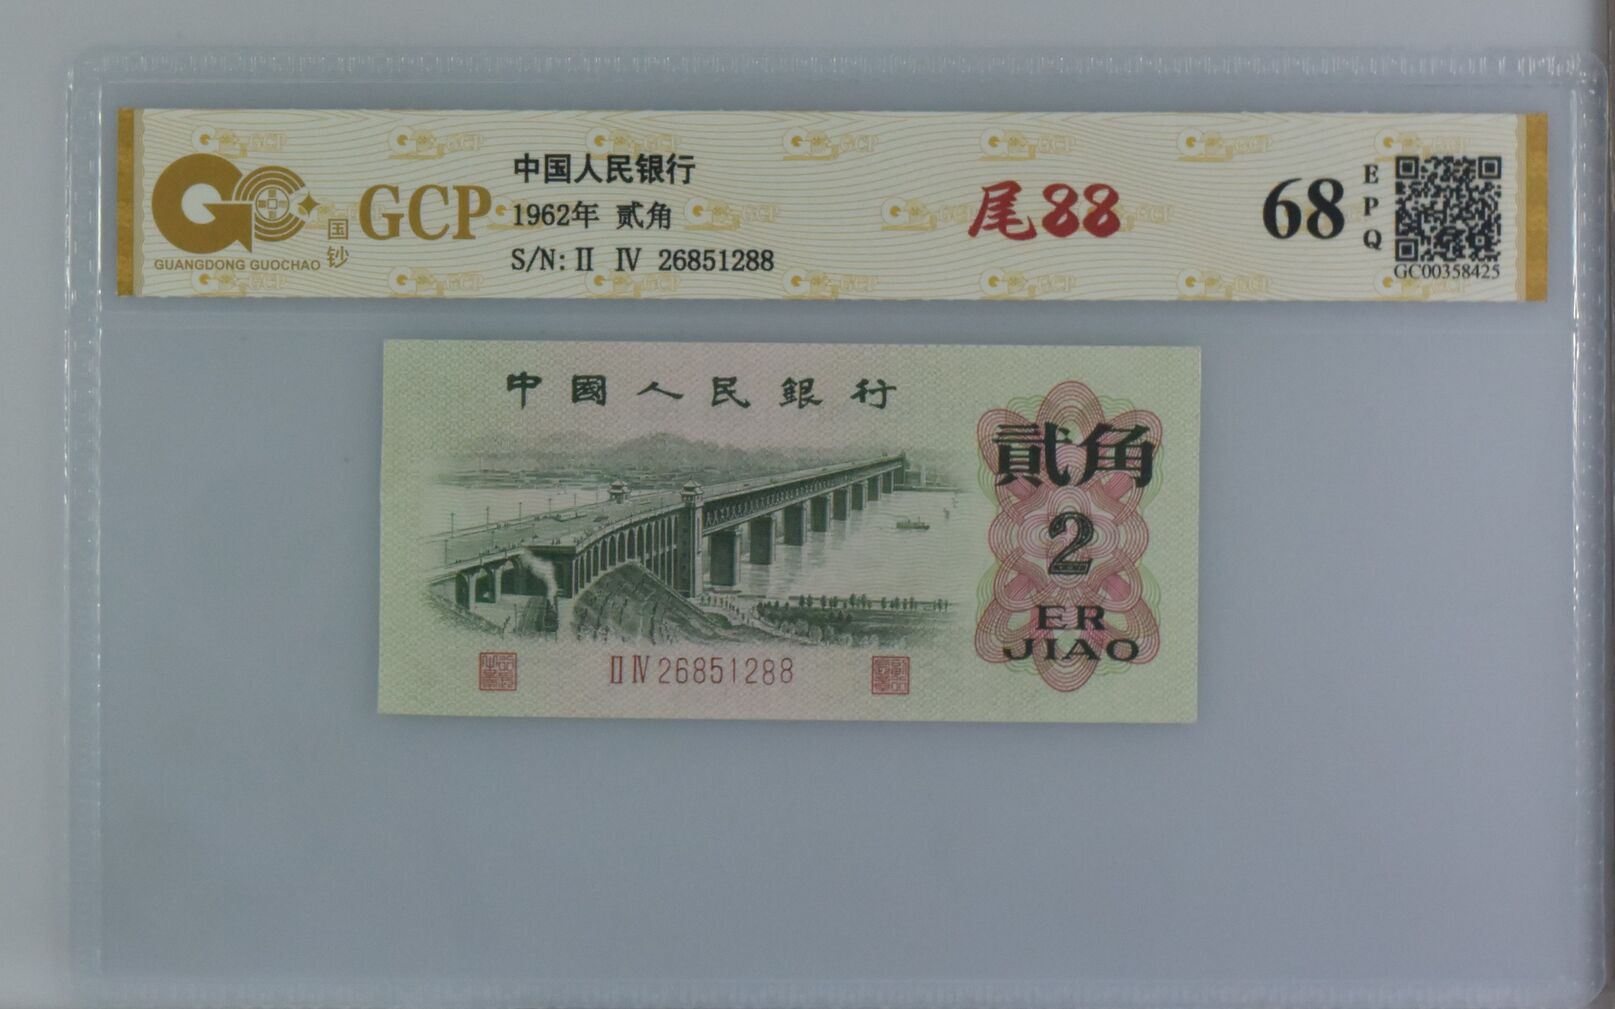 GUANGDONG GUOCHAO
国钞
GCP
中国人民银行
1962年 贰角
S/N: II IV 26851288
尾88
68
EPQ
GC00358425
中國人民銀行
貳角
2
ER
JIAO
II IV 26851288